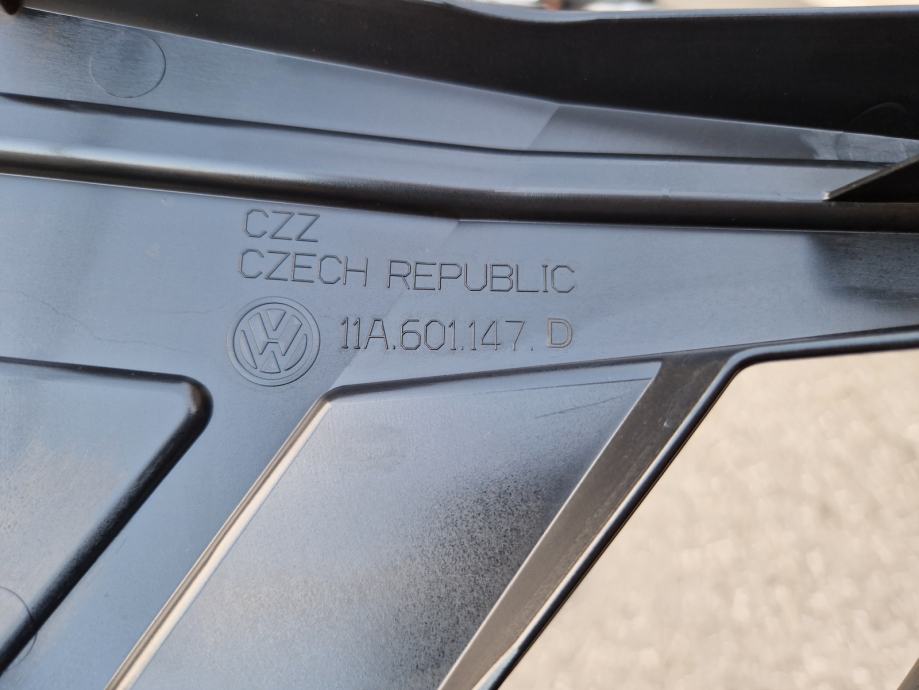 CZZ
CZECH REPUBLIC
11A.601.147. D